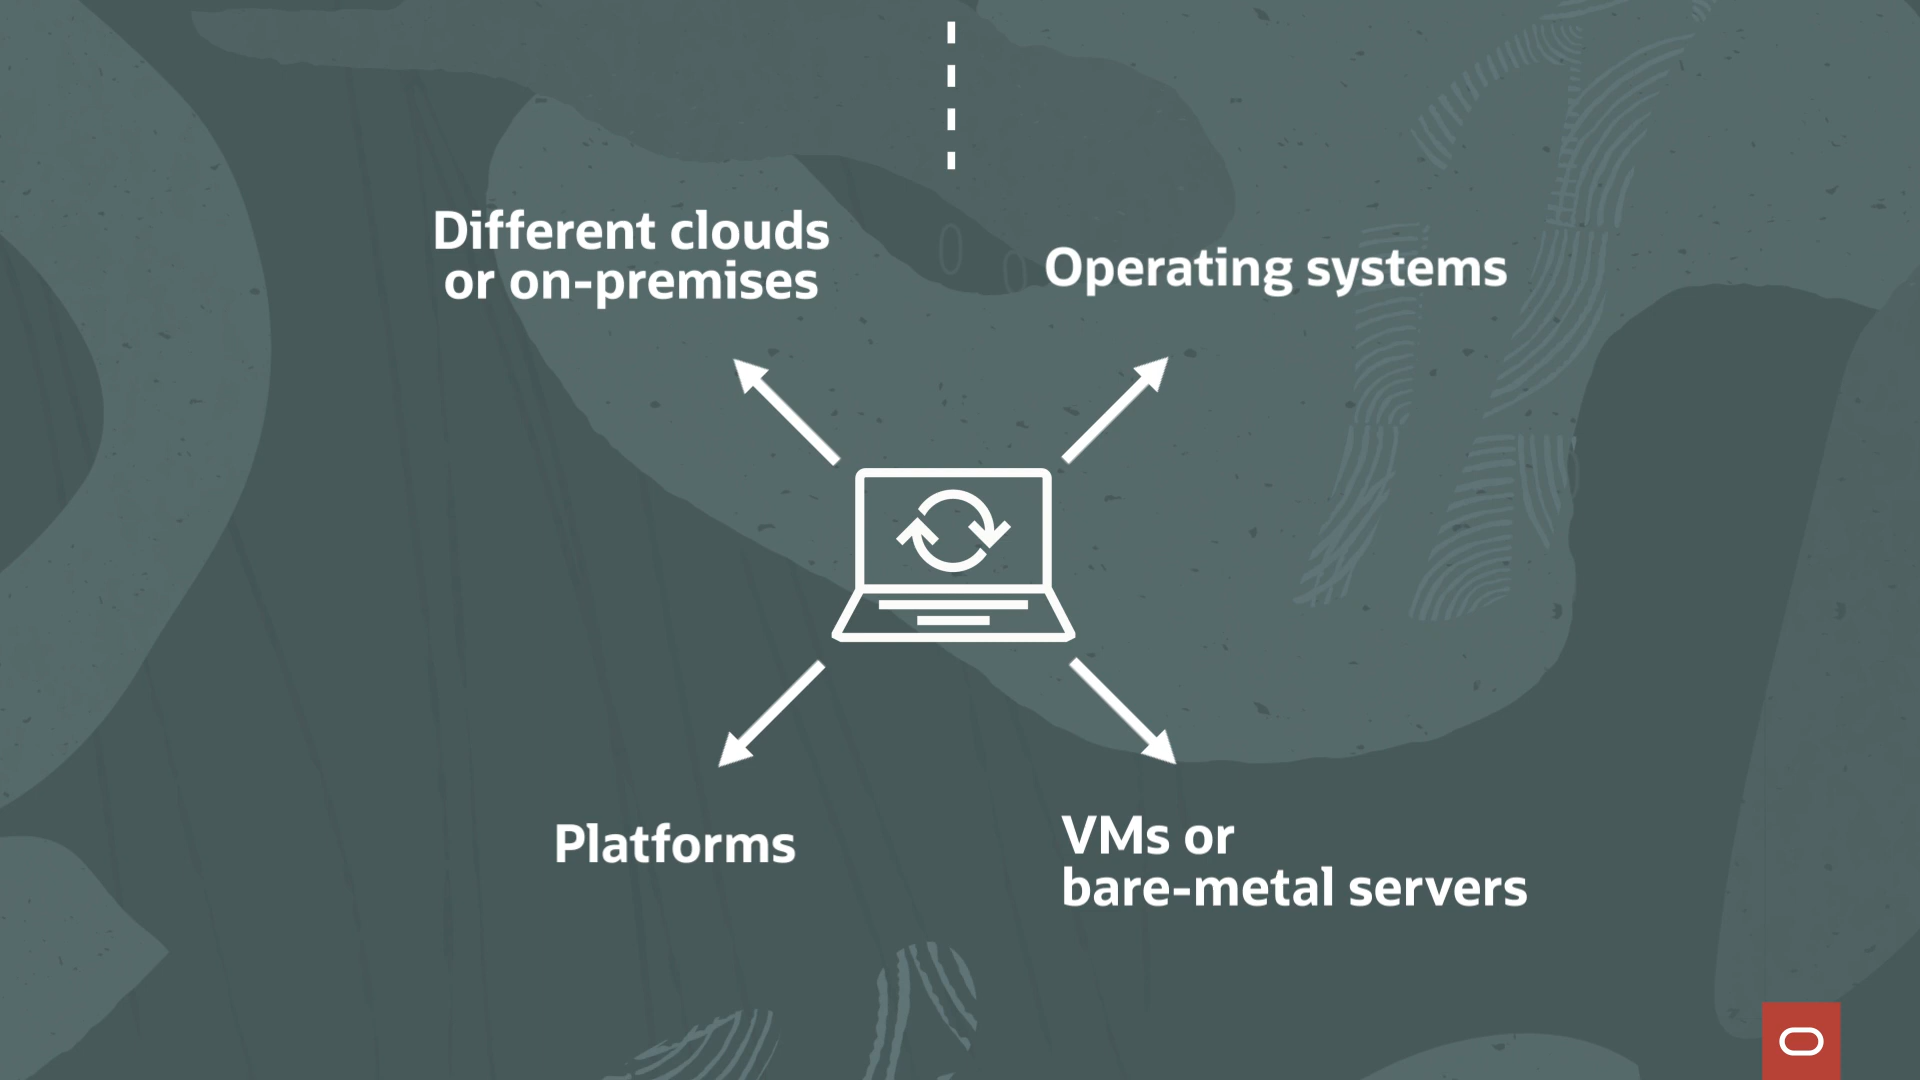 Different clouds
or on-premises
Operating systems
Platforms
VMs or
bare-metal servers